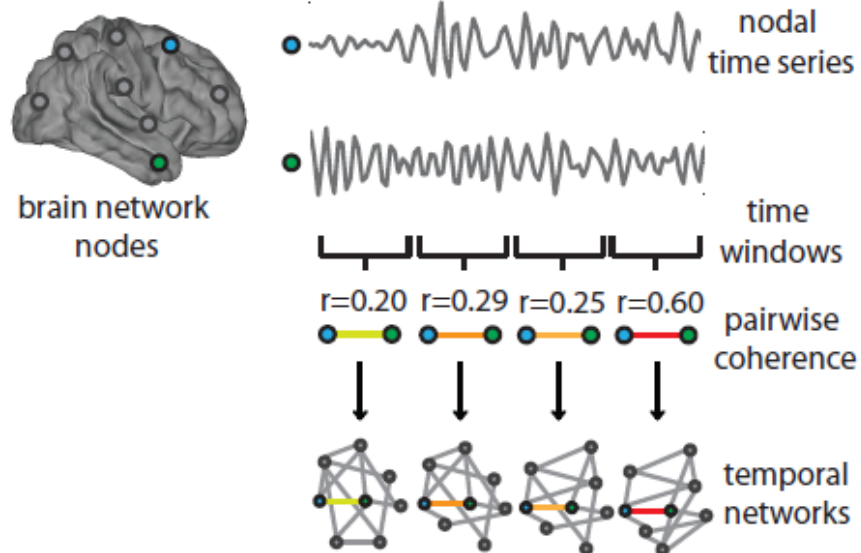 nodal
time series
brain network
nodes
time
windows
r=0.20 r=0.29 r=0.25 r=0.60
pairwise
coherence
temporal
networks